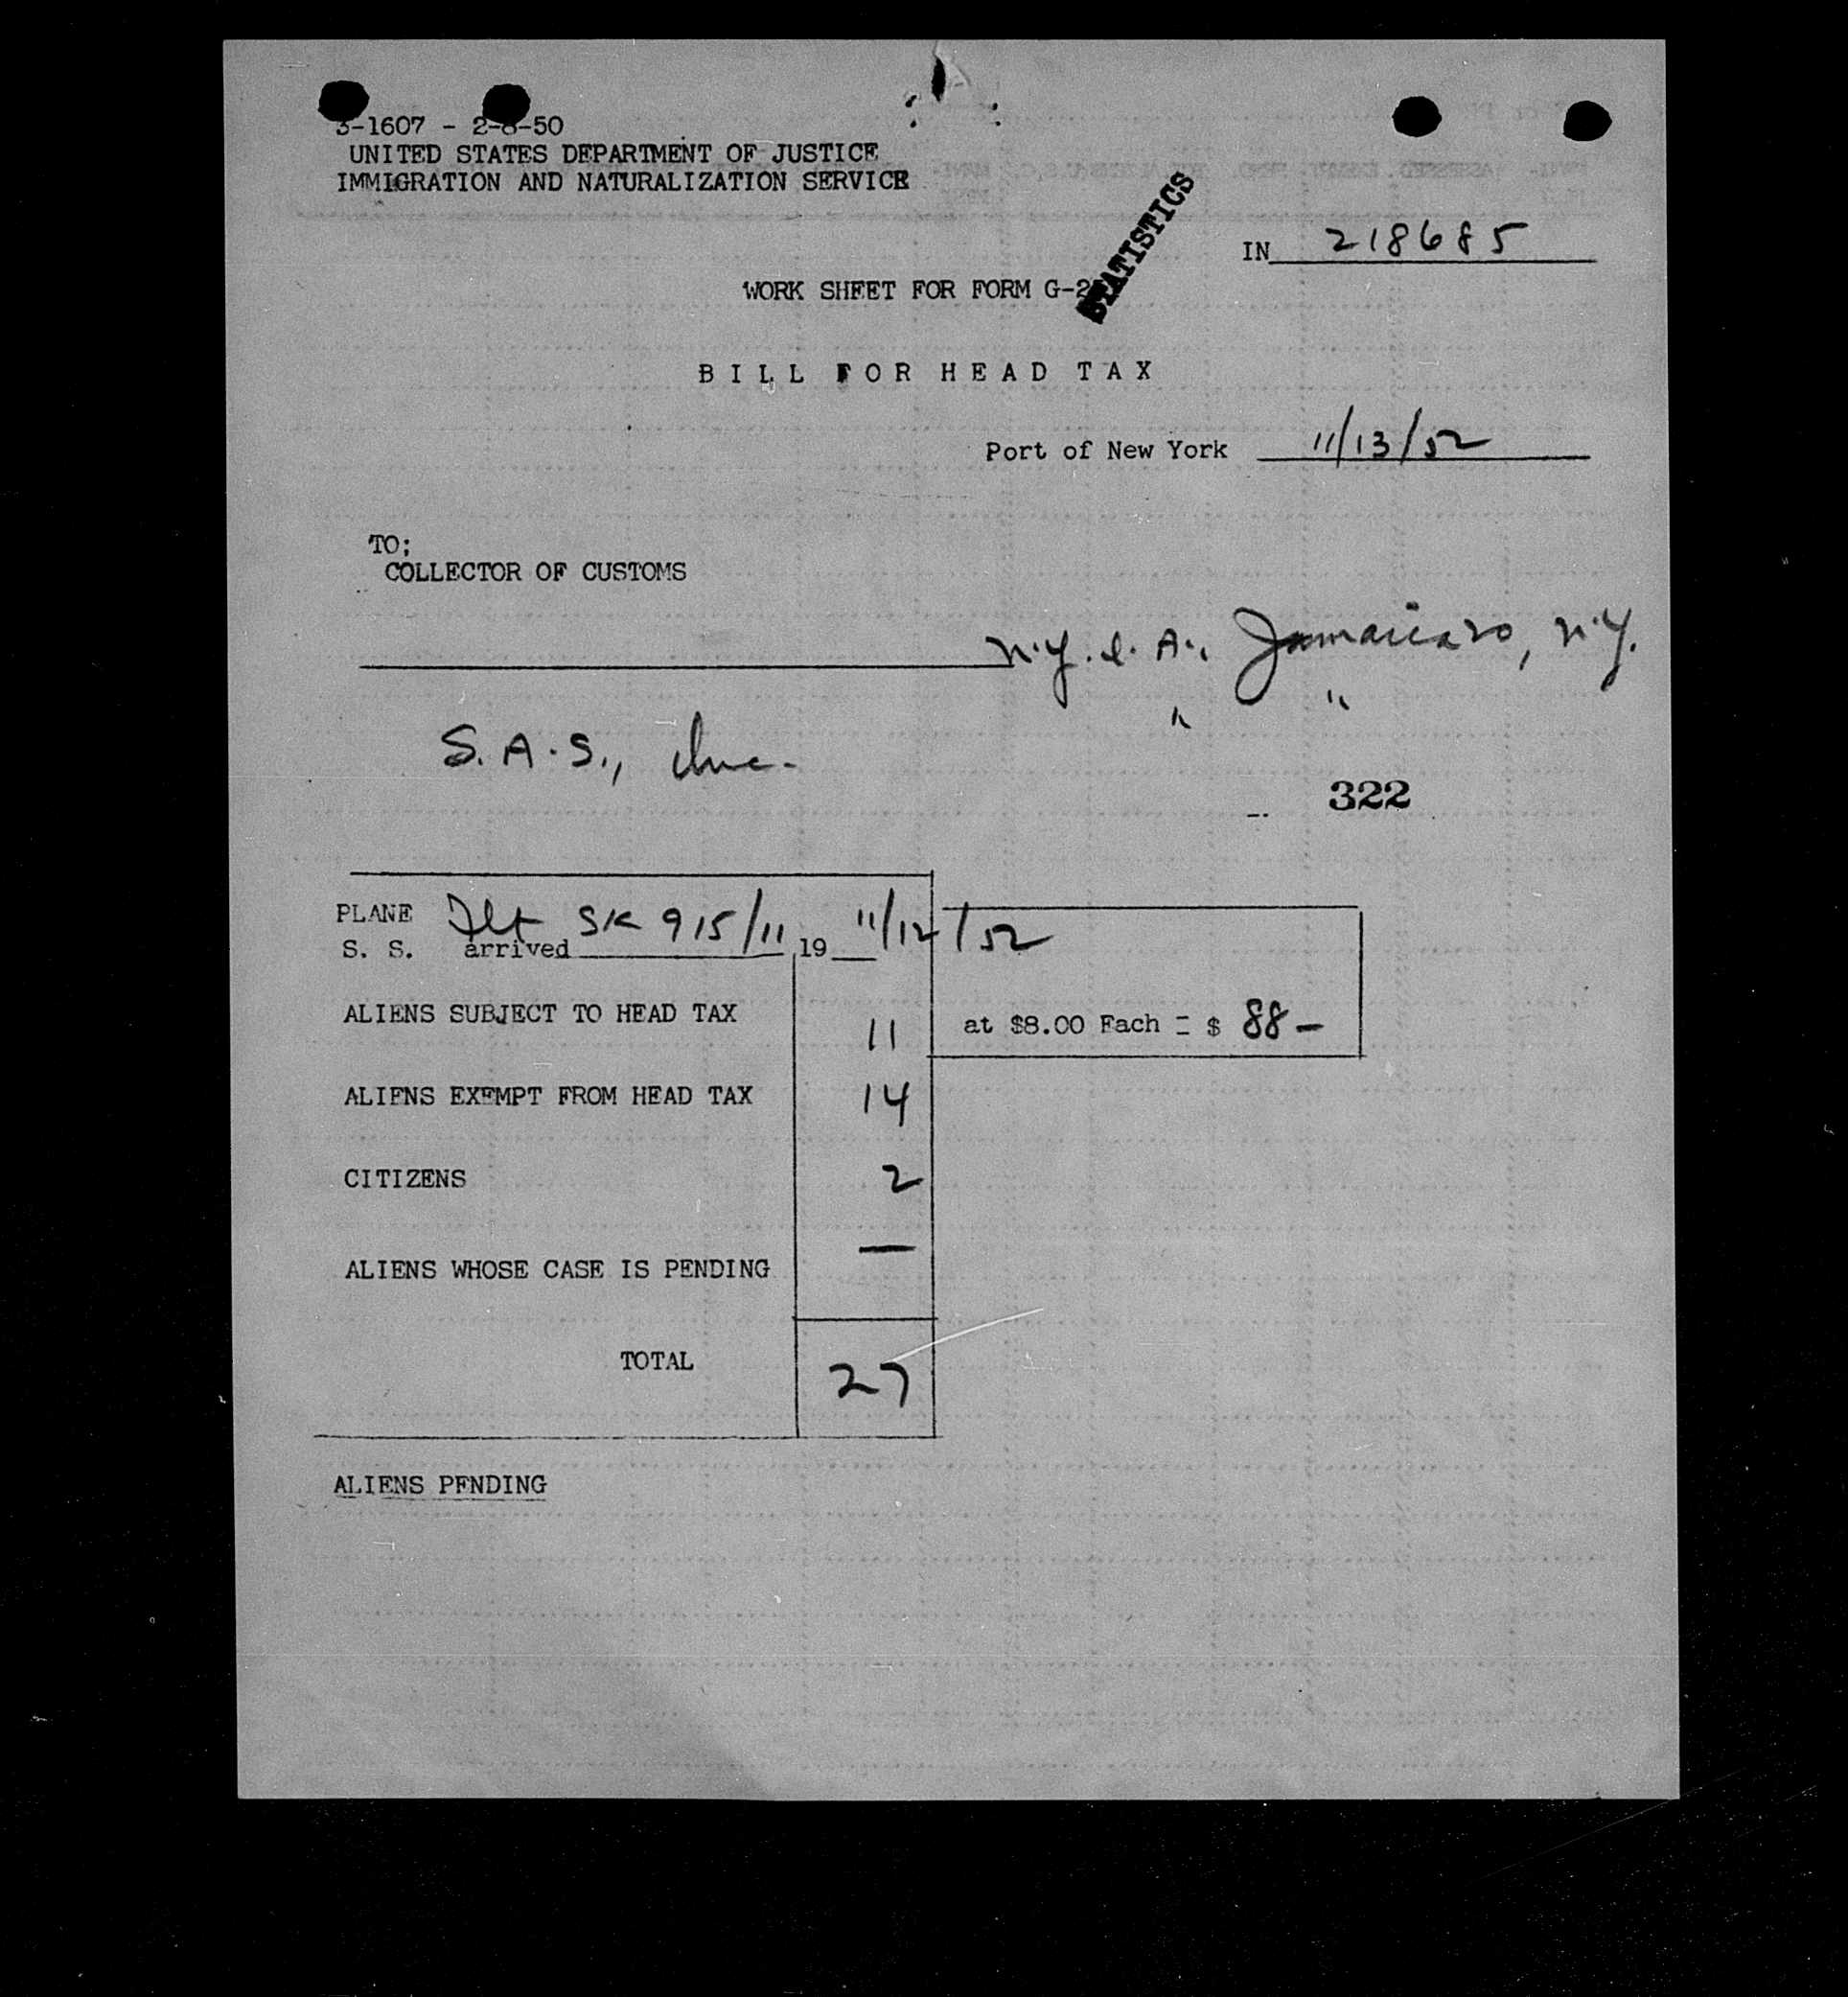 3-1607 - 2-8-50
UNITED STATES DEPARTMENT OF JUSTICE
IMMIGRATION AND NATURALIZATION SERVICE
STATISTICS
IN 218685
WORK SHEET FOR FORM G-2
BILL FOR HEAD TAX
Port of New York 11/13/52
TO:
COLLECTOR OF CUSTOMS
N.Y.I.A., Jamaica 30, N.Y.
" "
S.A.S., Inc.
322
PLANE Flt SK 915/11 11/12/52
S. S. arrived 19
ALIENS SUBJECT TO HEAD TAX 11 at $8.00 Each = $ 88 —
ALIENS EXEMPT FROM HEAD TAX 14
CITIZENS 2
ALIENS WHOSE CASE IS PENDING —
TOTAL 27
ALIENS PENDING